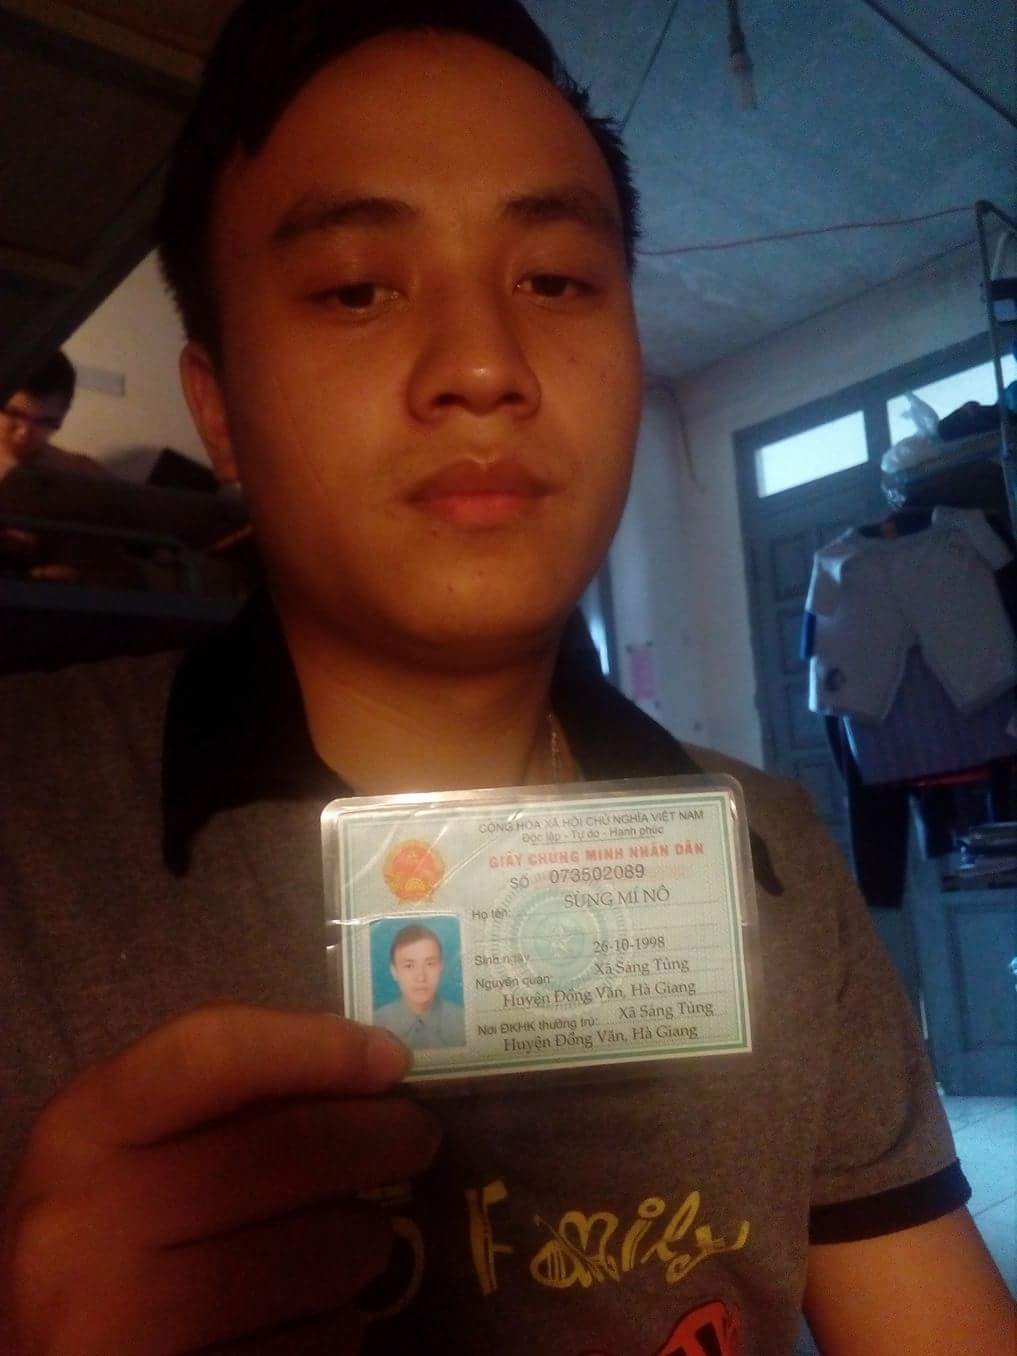 CỘNG HÒA XÃ HỘI CHỦ NGHĨA VIỆT NAM
Độc lập - Tự do - Hạnh phúc
GIẤY CHỨNG MINH NHÂN DÂN
SỐ 073502089
Họ tên: SÙNG MÍ NÔ
Sinh ngày 26-10-1998
Nguyên quán: Xã Sảng Tủng
Huyện Đồng Văn, Hà Giang
Nơi ĐKHK thường trú: Xã Sảng Tủng
Huyện Đồng Văn, Hà Giang
Family